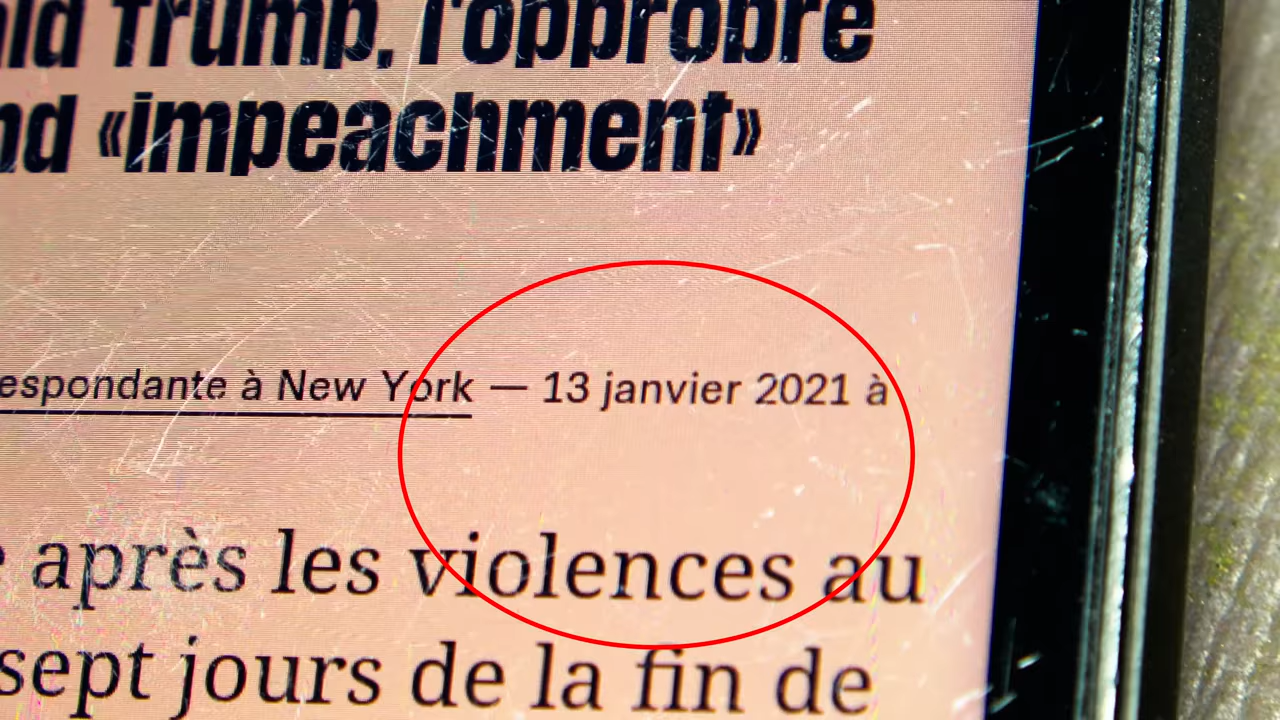 ld Trump, l'opprobre
nd «impeachment»
espondante à New York — 13 janvier 2021 à
après les violences au
sept jours de la fin de